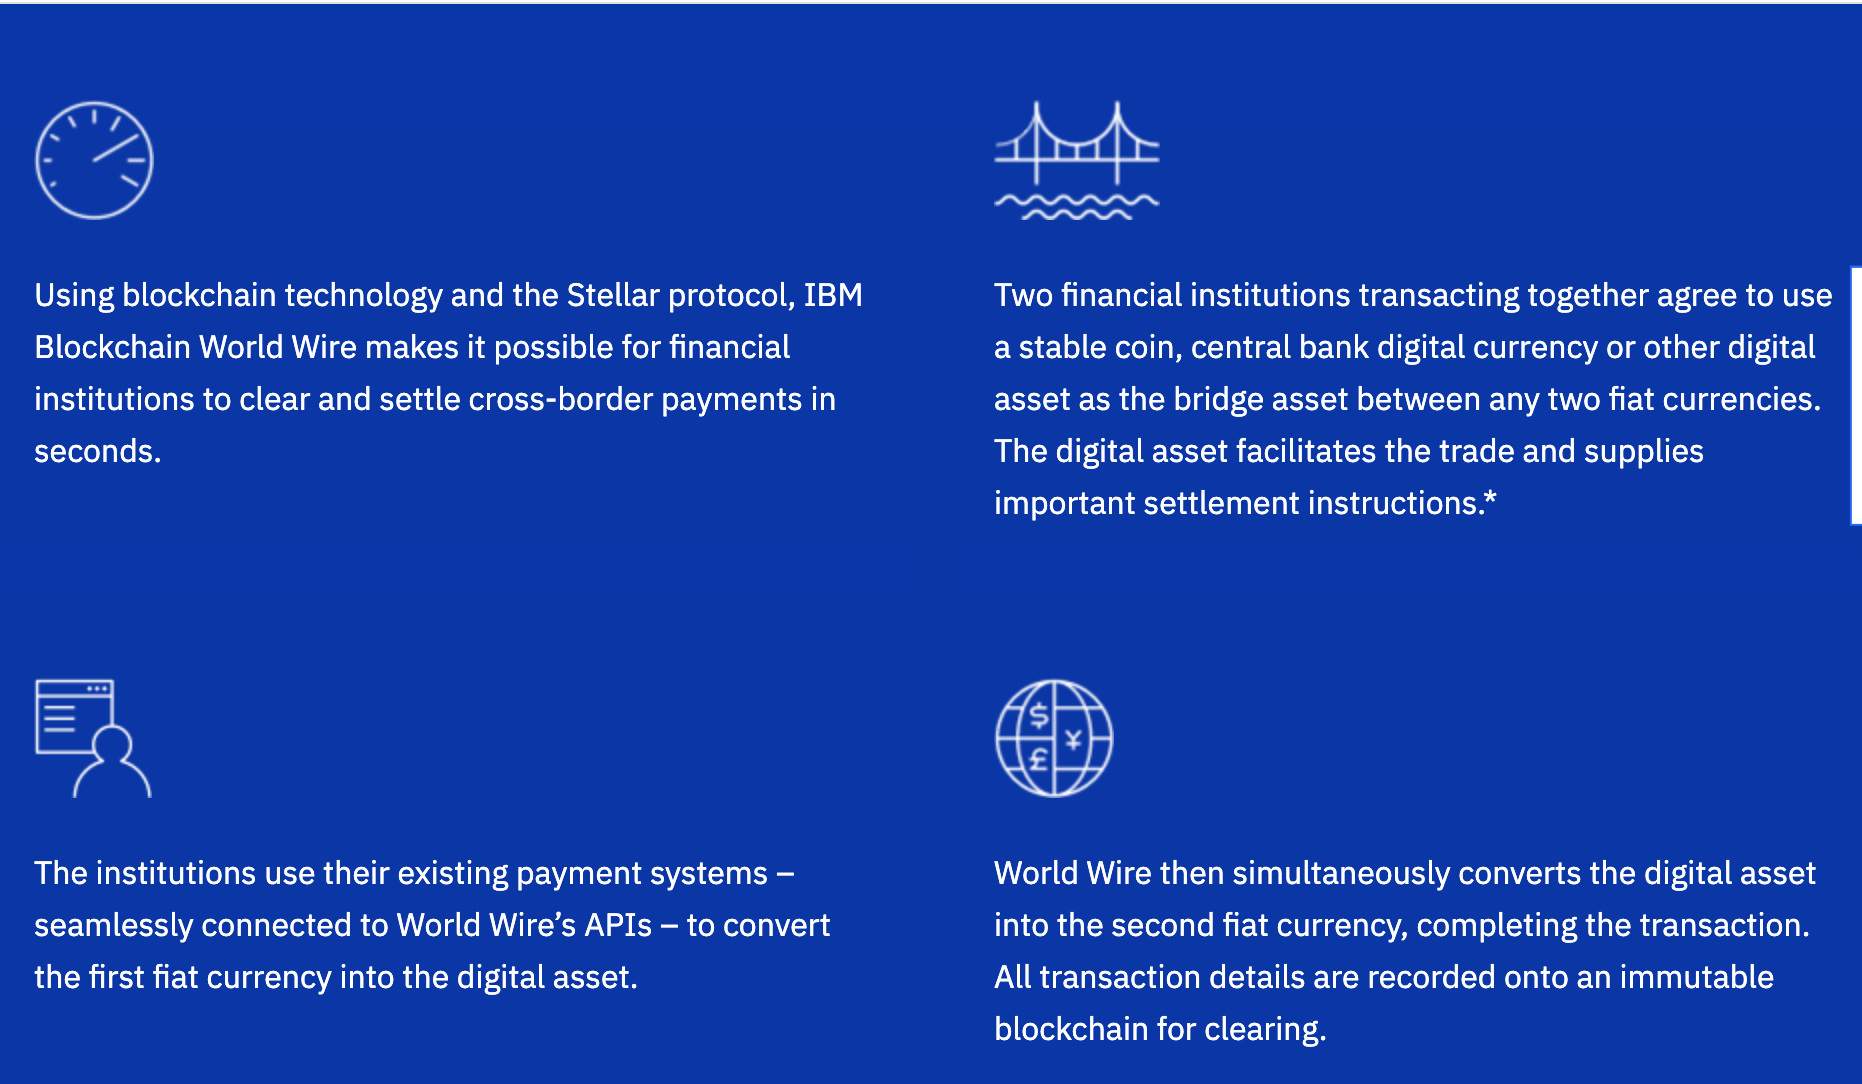 Using blockchain technology and the Stellar protocol, IBM
Blockchain World Wire makes it possible for financial
institutions to clear and settle cross-border payments in
seconds.
Two financial institutions transacting together agree to use
a stable coin, central bank digital currency or other digital
asset as the bridge asset between any two fiat currencies.
The digital asset facilitates the trade and supplies
important settlement instructions.*
The institutions use their existing payment systems –
seamlessly connected to World Wire’s APIs – to convert
the first fiat currency into the digital asset.
$
¥
£
World Wire then simultaneously converts the digital asset
into the second fiat currency, completing the transaction.
All transaction details are recorded onto an immutable
blockchain for clearing.